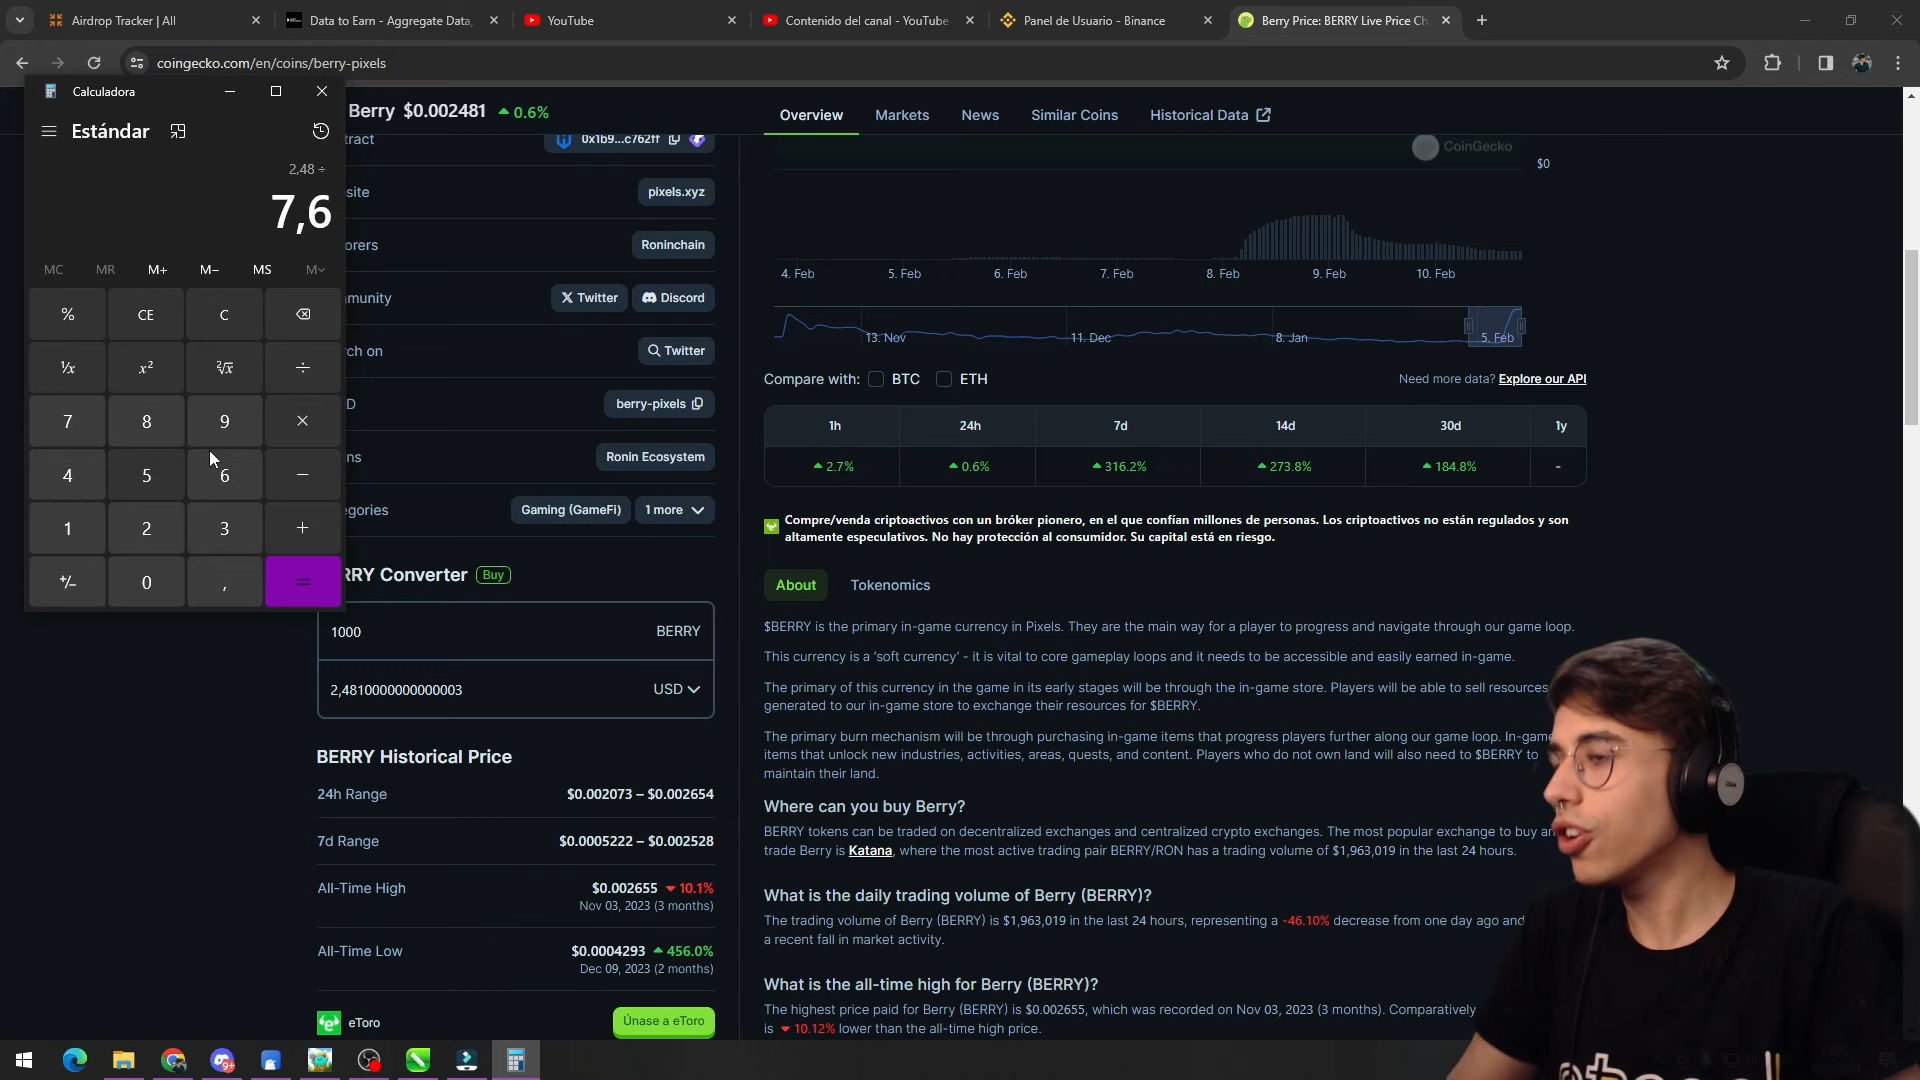 Airdrop Tracker | All
Data to Earn - Aggregate Data,
YouTube
Contenido del canal - YouTube
Panel de Usuario - Binance
Berry Price: BERRY Live Price Ch
coingecko.com/en/coins/berry-pixels
Calculadora
Estándar
2,48 ÷
7,6
MC MR M+ M− MS M
% CE C
¹/x x² ²√x ÷
7 8 9 ×
4 5 6 −
1 2 3 +
+/− 0 , =
Berry $0.002481 0.6%
Overview Markets News Similar Coins Historical Data
tract 0x1b9...c762ff
site pixels.xyz
orers Roninchain
munity X Twitter Discord
rch on Twitter
D berry-pixels
ns Ronin Ecosystem
egories Gaming (GameFi) 1 more
RRY Converter Buy
1000 BERRY
2,4810000000000003 USD
BERRY Historical Price
24h Range $0.002073 – $0.002654
7d Range $0.0005222 – $0.002528
All-Time High $0.002655 10.1%
Nov 03, 2023 (3 months)
All-Time Low $0.0004293 456.0%
Dec 09, 2023 (2 months)
eToro Únase a eToro
CoinGecko
$0
4. Feb 5. Feb 6. Feb 7. Feb 8. Feb 9. Feb 10. Feb
13. Nov 11. Dec 8. Jan 5. Feb
Compare with: BTC ETH Need more data? Explore our API
1h 24h 7d 14d 30d 1y
2.7% 0.6% 316.2% 273.8% 184.8% -
Compre/venda criptoactivos con un bróker pionero, en el que confían millones de personas. Los criptoactivos no están regulados y son
altamente especulativos. No hay protección al consumidor. Su capital está en riesgo.
About Tokenomics
$BERRY is the primary in-game currency in Pixels. They are the main way for a player to progress and navigate through our game loop.
This currency is a 'soft currency' - it is vital to core gameplay loops and it needs to be accessible and easily earned in-game.
The primary of this currency in the game in its early stages will be through the in-game store. Players will be able to sell resources
generated to our in-game store to exchange their resources for $BERRY.
The primary burn mechanism will be through purchasing in-game items that progress players further along our game loop. In-game
items that unlock new industries, activities, areas, quests, and content. Players who do not own land will also need to $BERRY to
maintain their land.
Where can you buy Berry?
BERRY tokens can be traded on decentralized exchanges and centralized crypto exchanges. The most popular exchange to buy an
trade Berry is Katana, where the most active trading pair BERRY/RON has a trading volume of $1,963,019 in the last 24 hours.
What is the daily trading volume of Berry (BERRY)?
The trading volume of Berry (BERRY) is $1,963,019 in the last 24 hours, representing a -46.10% decrease from one day ago and
a recent fall in market activity.
What is the all-time high for Berry (BERRY)?
The highest price paid for Berry (BERRY) is $0.002655, which was recorded on Nov 03, 2023 (3 months). Comparatively
is 10.12% lower than the all-time high price.
9+